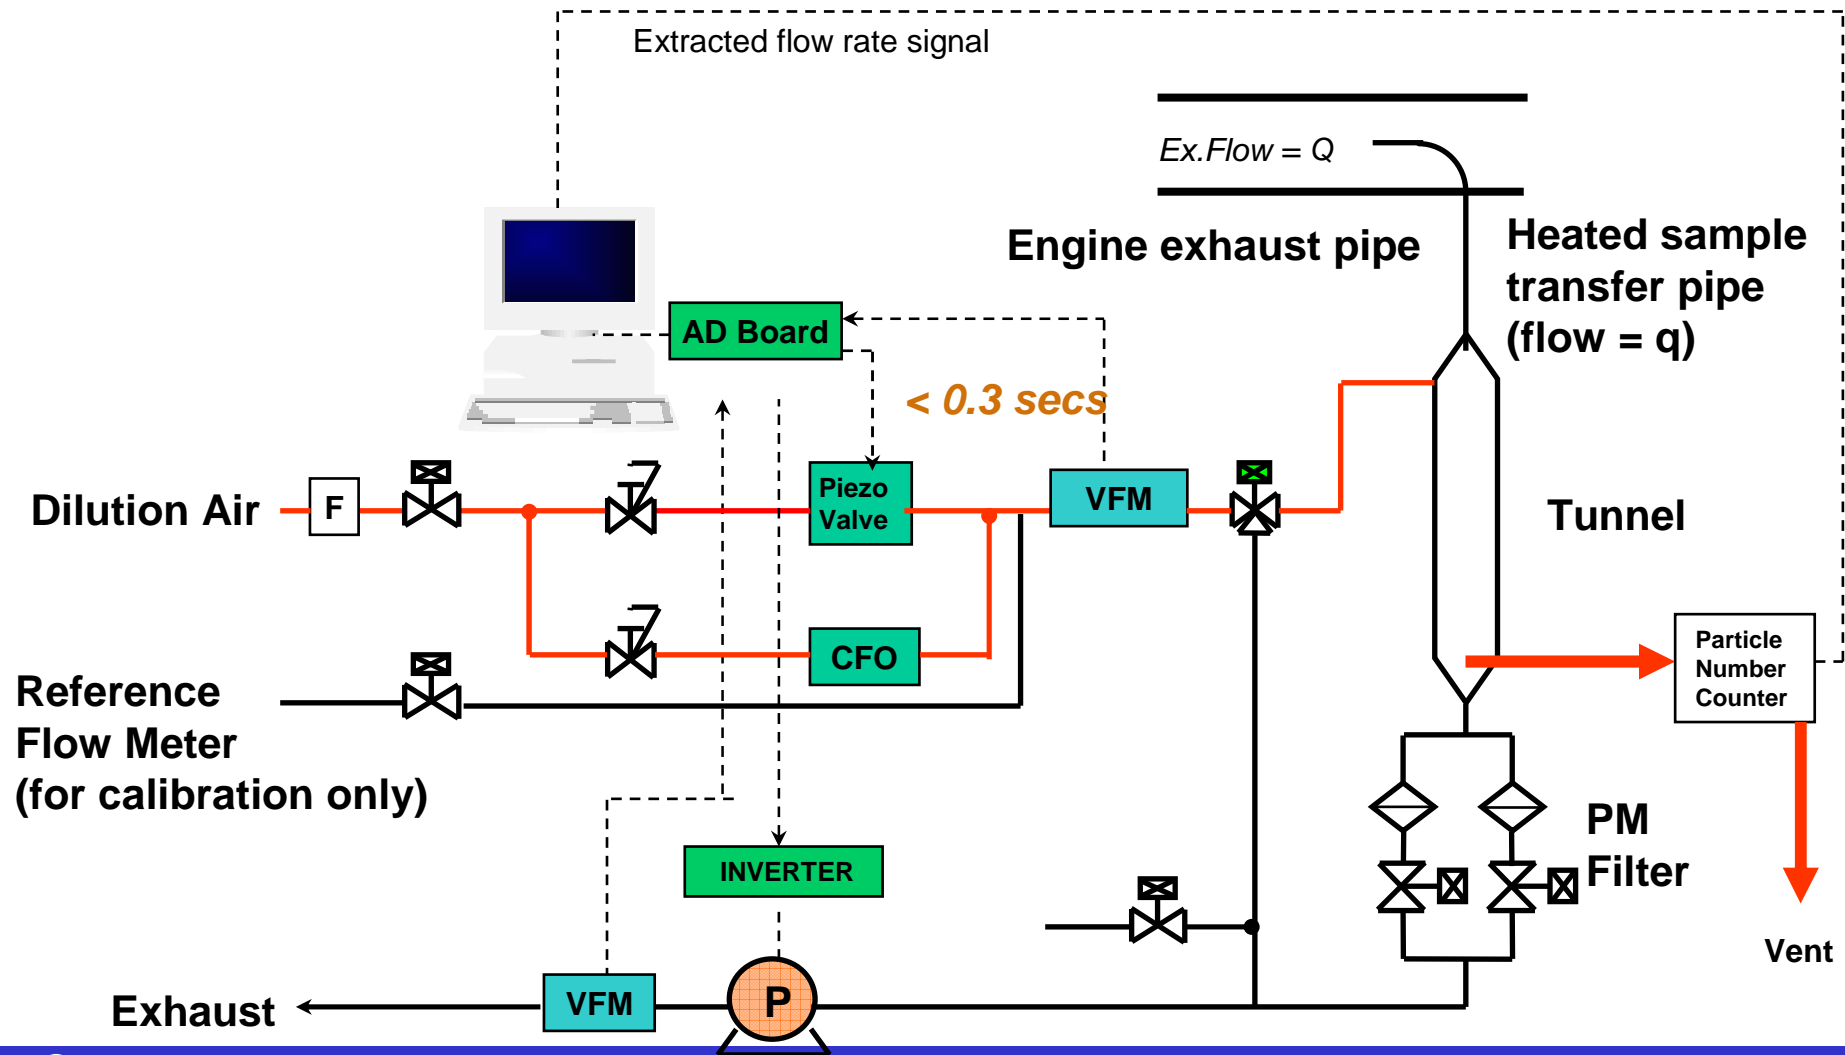 Extracted flow rate signal
Ex.Flow = Q
Engine exhaust pipe
Heated sample
transfer pipe
(flow = q)
AD Board
< 0.3 secs
Dilution Air
F
Piezo
Valve
VFM
Tunnel
CFO
Particle
Number
Counter
Reference
Flow Meter
(for calibration only)
PM
Filter
INVERTER
Vent
Exhaust
VFM
P